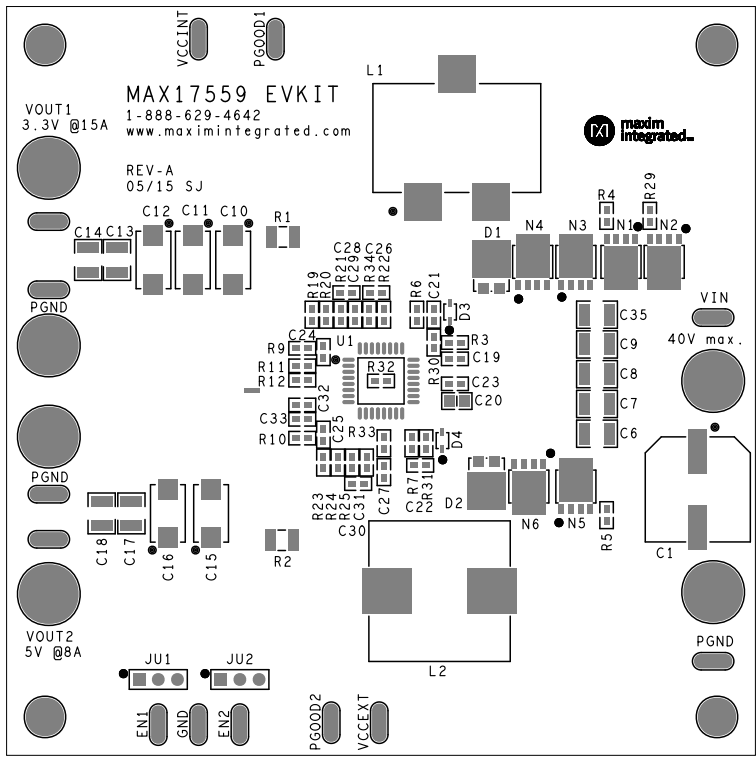 VCCINT
PGOOD1
L1
MAX17559 EVKIT
1-888-629-4642
www.maximintegrated.com
VOUT1
3.3V @15A
maxim
integrated
REV-A
05/15 SJ
C14
C13
C12
C11
C10
R1
D1
N4
N3
R4
R29
N1
N2
PGND
C28
C26
R19
R20
R21
C29
R34
R22
R6
C21
D3
C35
VIN
40V max.
C24
U1
R9
R11
R12
R32
R30
R3
C19
C23
C20
C9
C8
C7
C6
C32
C33
R10
C25
R33
D4
PGND
R23
R24
R25
C31
C30
C27
R7
C22
R31
D2
N6
N5
R5
C1
C18
C17
C16
C15
R2
VOUT2
5V @8A
L2
PGND
JU1
JU2
EN1
GND
EN2
PGOOD2
VCCEXT